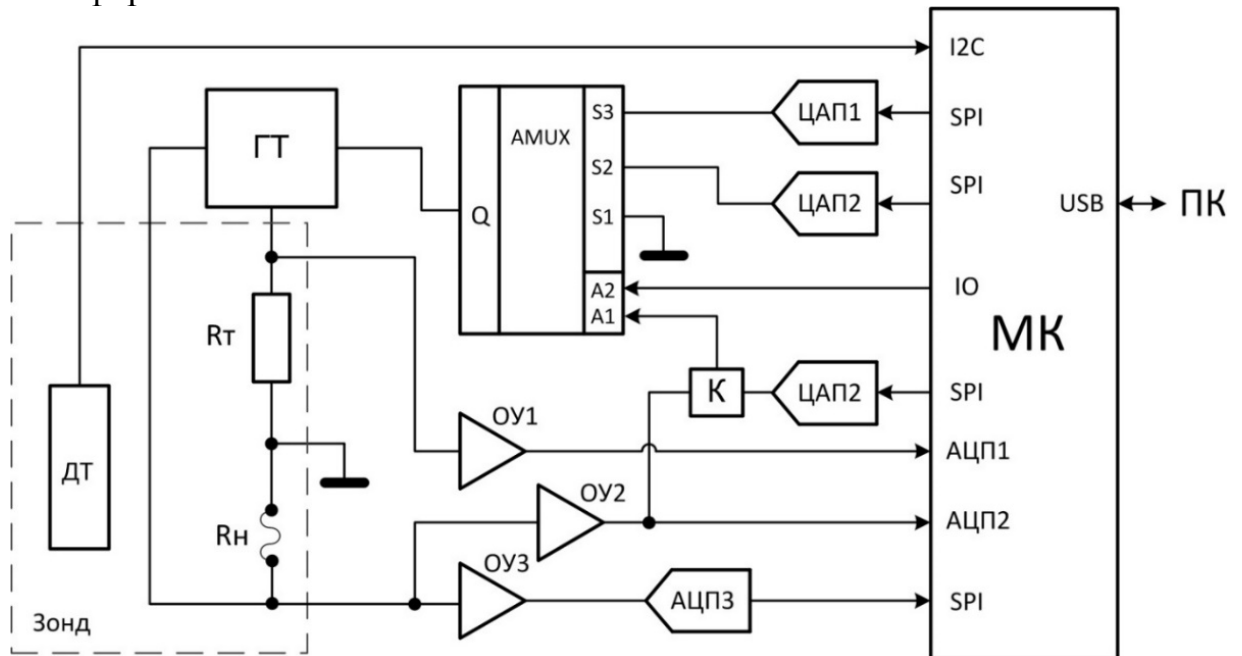 I2C
ЦАП1
SPI
S3
ГТ
AMUX
S2
SPI
ЦАП2
USB
ПК
Q
S1
A2
IO
A1
МК
Rт
К
ЦАП2
SPI
ОУ1
АЦП1
ДТ
ОУ2
АЦП2
Rн
ОУ3
АЦП3
SPI
Зонд